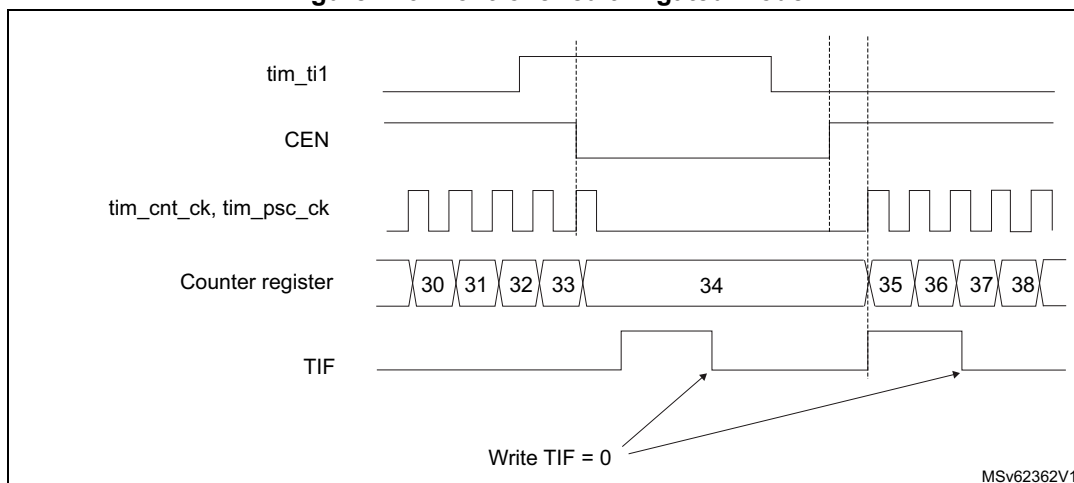 tim_ti1
CEN
tim_cnt_ck, tim_psc_ck
Counter register 30 31 32 33 34 35 36 37 38
TIF
Write TIF = 0
MSv62362V1